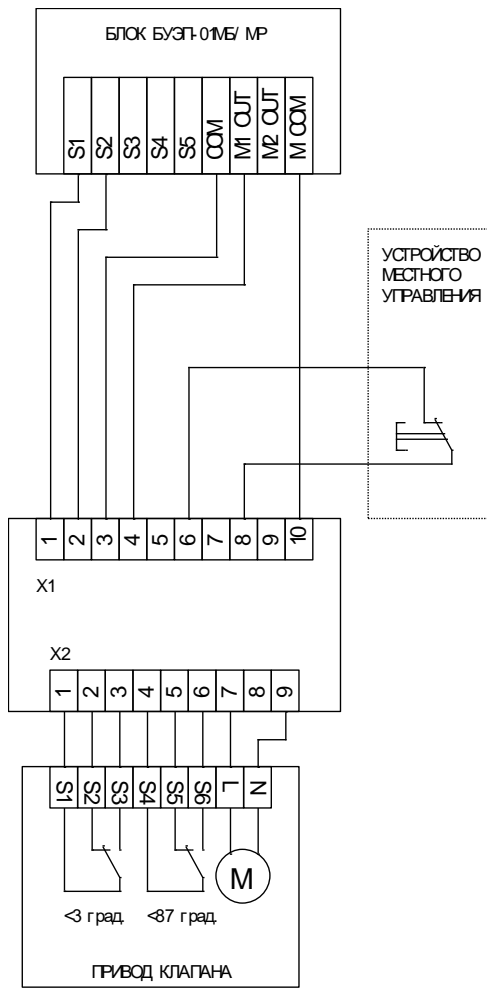 БЛОК БУЭП-01МБ/ МР
S1 S2 S3 S4 S5 COM M1 OUT M2 OUT M COM
УСТРОЙСТВО
МЕСТНОГО
УПРАВЛЕНИЯ
1 2 3 4 5 6 7 8 9 10
X1
X2
1 2 3 4 5 6 7 8 9
S1 S2 S3 S4 S5 S6 L N
M
<3 град. <87 град.
ПРИВОД КЛАПАНА